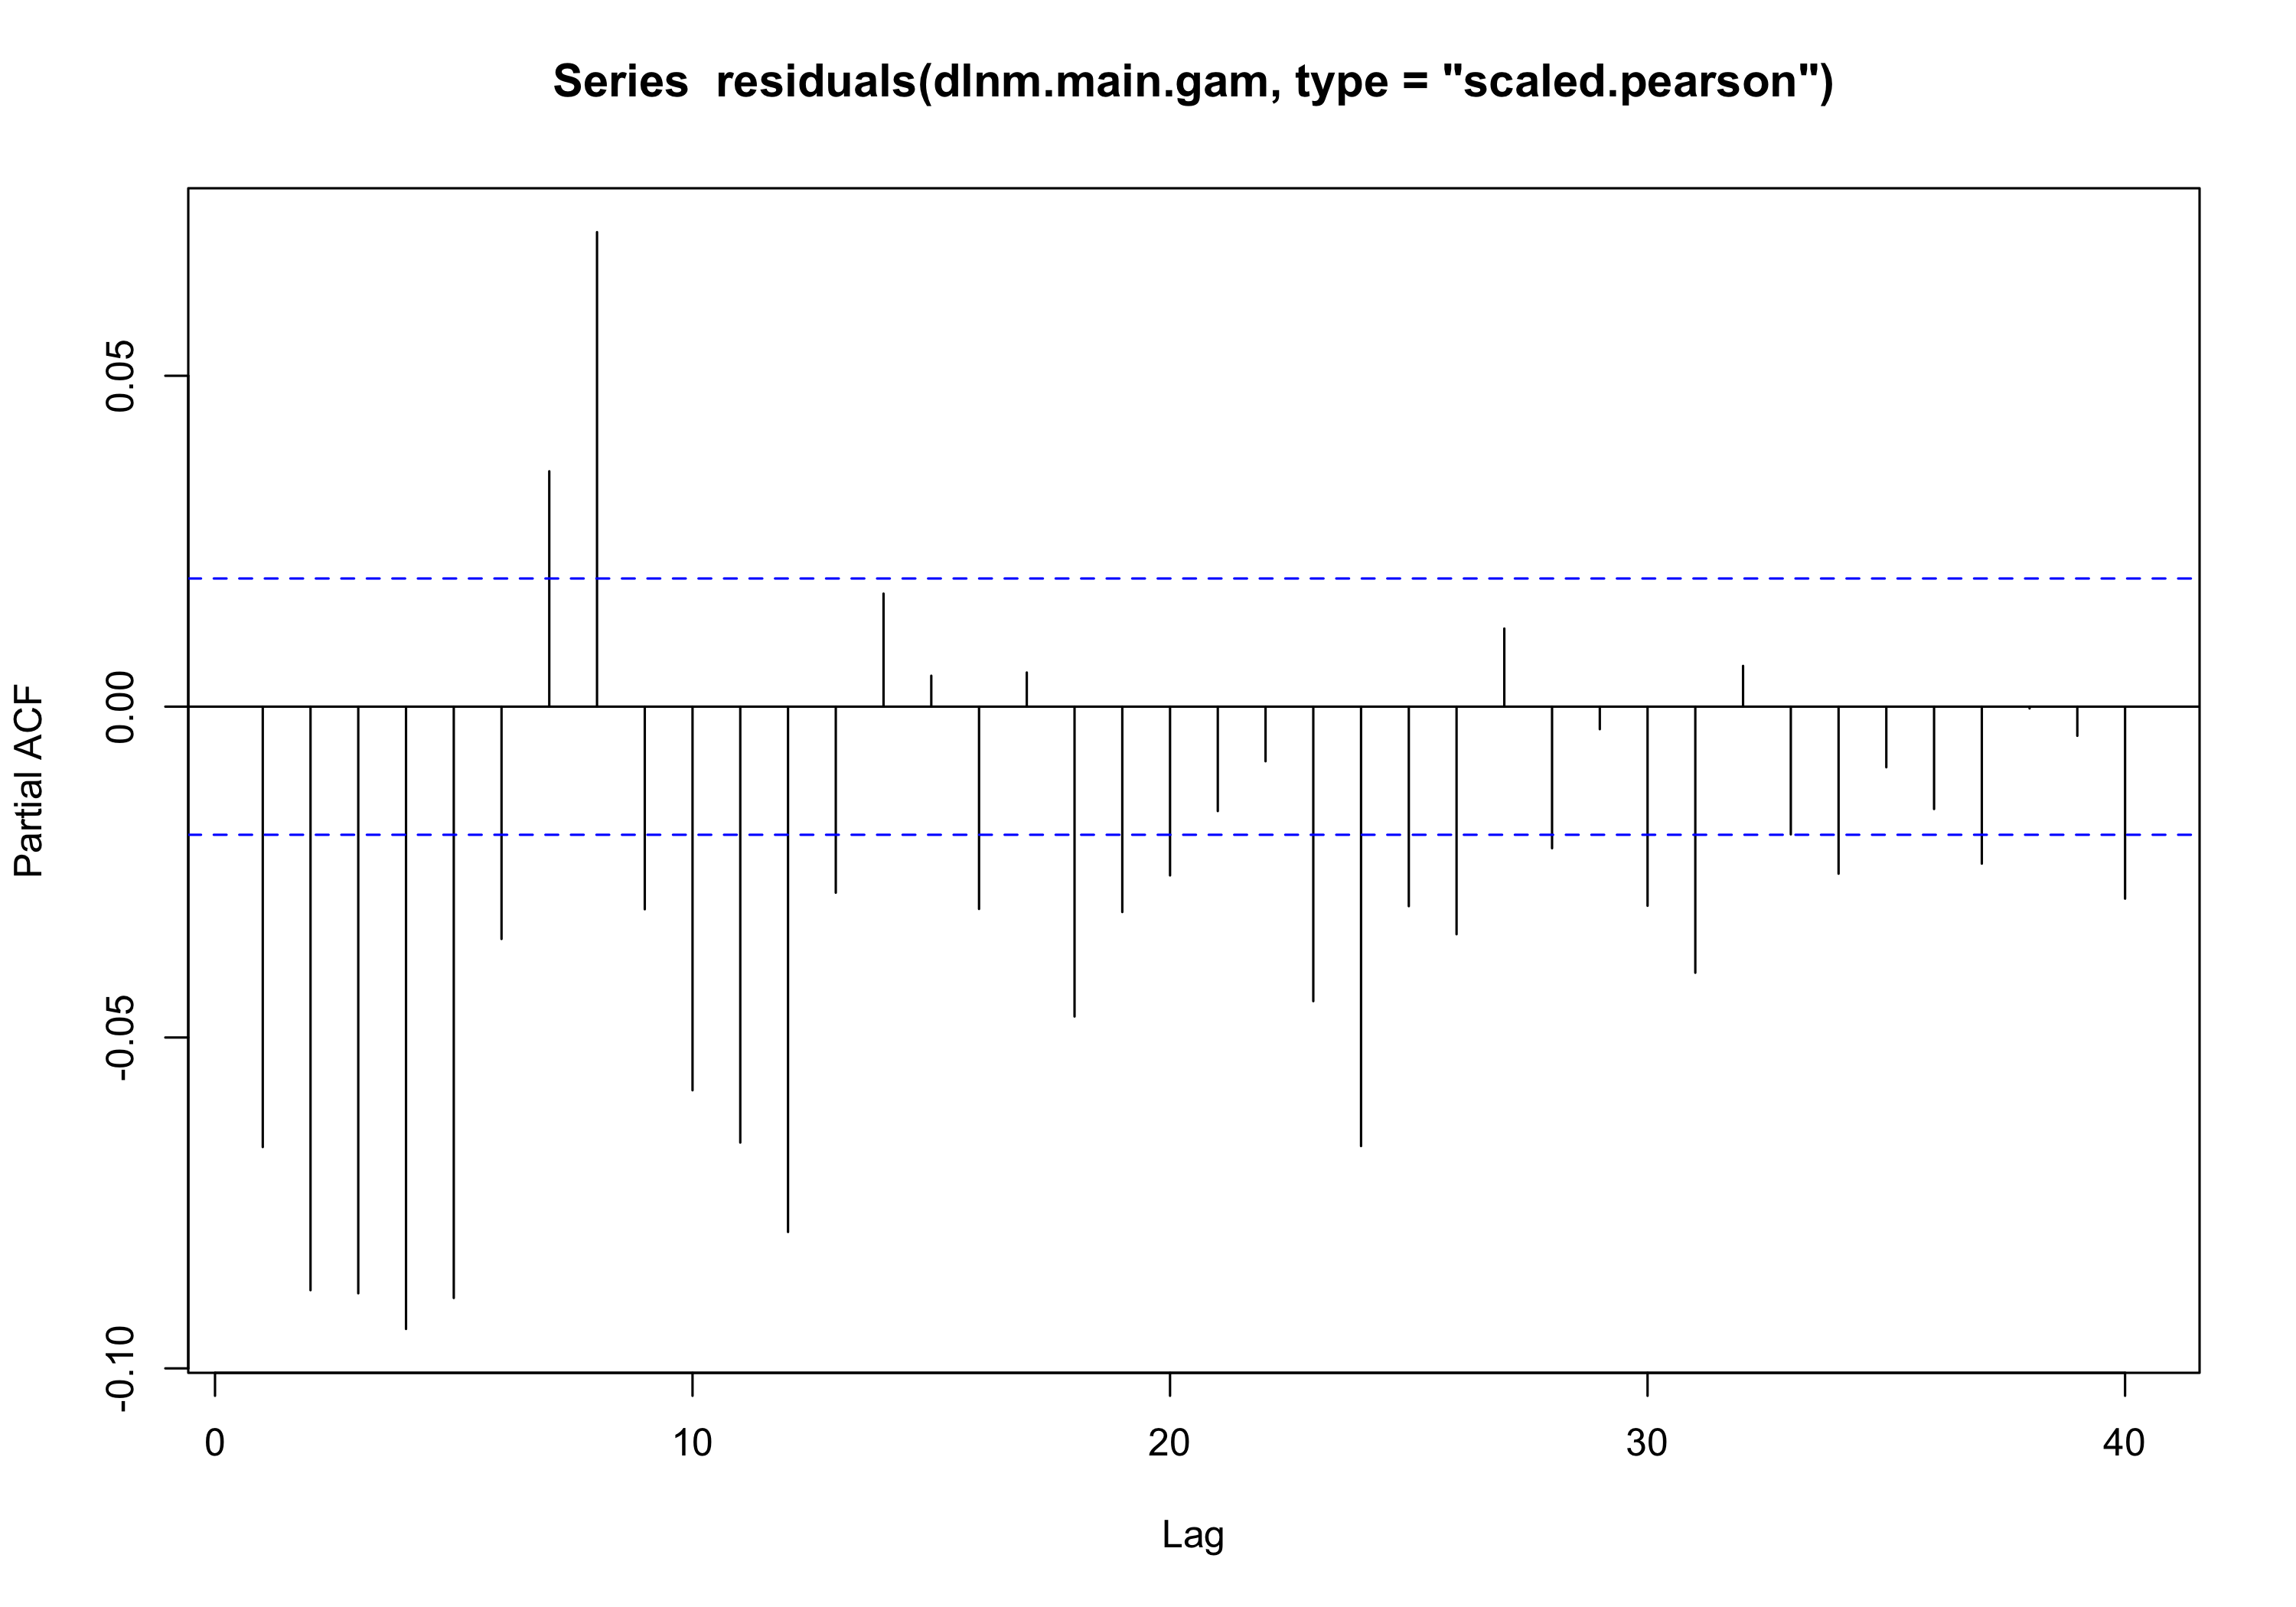 Series  residuals(dlnm.main.gam, type = "scaled.pearson")
Partial ACF
0.05
0.00
-0.05
-0.10
0 10 20 30 40
Lag